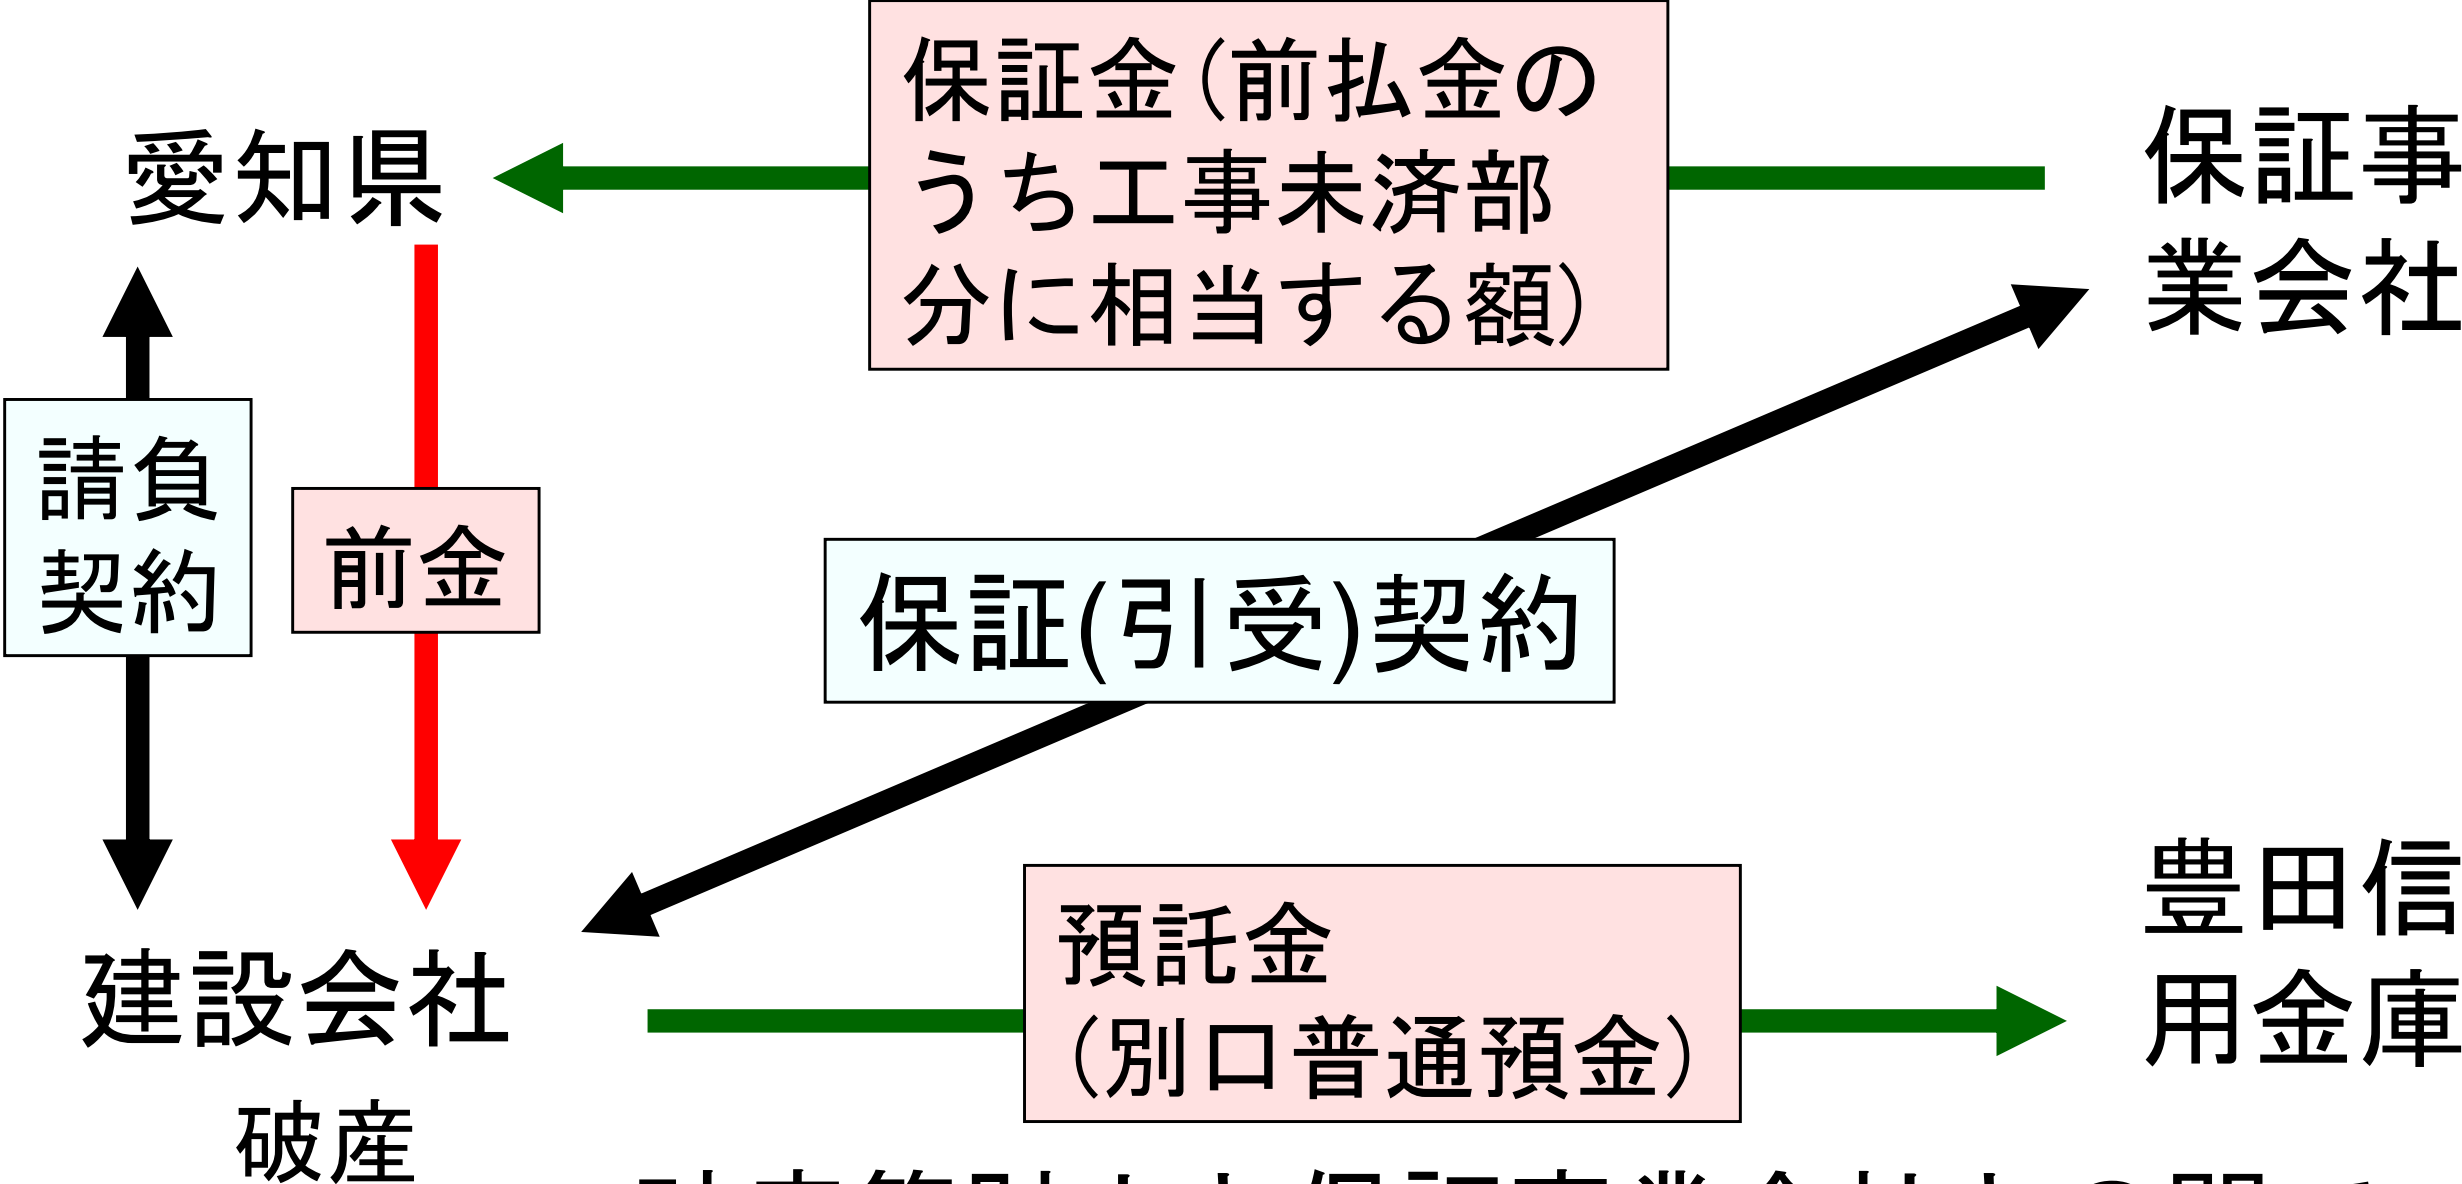 愛知県
保証金（前払金の
うち工事未済部
分に相当する額）
保証事
業会社
請負
契約
前金
保証(引受)契約
建設会社
破産
預託金
（別口普通預金）
豊田信
用金庫